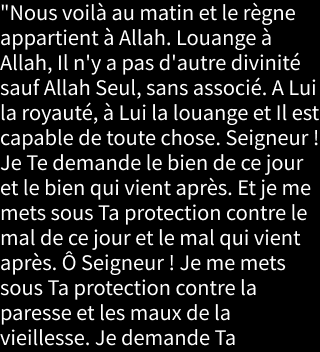 "Nous voilà au matin et le règne
appartient à Allah. Louange à
Allah, Il n'y a pas d'autre divinité
sauf Allah Seul, sans associé. A Lui
la royauté, à Lui la louange et Il est
capable de toute chose. Seigneur !
Je Te demande le bien de ce jour
et le bien qui vient après. Et je me
mets sous Ta protection contre le
mal de ce jour et le mal qui vient
après. Ô Seigneur ! Je me mets
sous Ta protection contre la
paresse et les maux de la
vieillesse. Je demande Ta